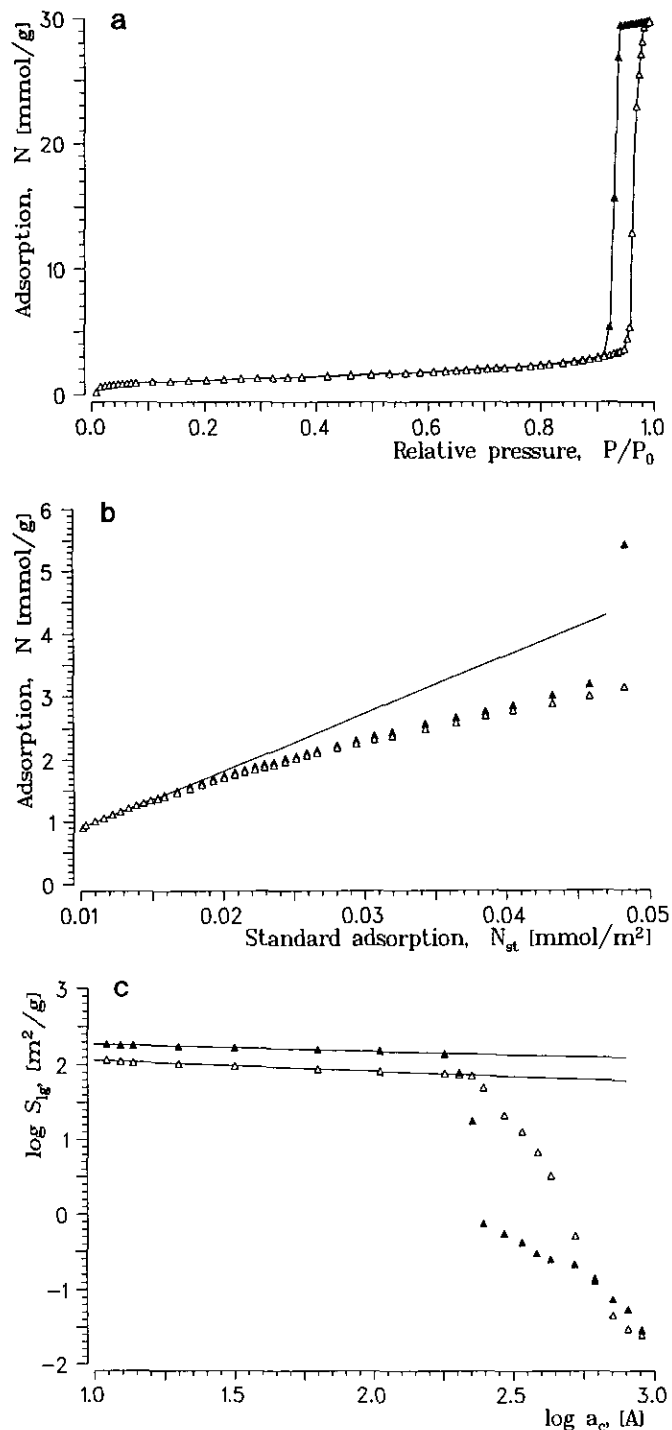 a
Adsorption, N [mmol/g]
30
20
10
0
0.0 0.2 0.4 0.6 0.8 1.0
Relative pressure, P/P₀
b
Adsorption, N [mmol/g]
6
5
4
3
2
1
0
0.01 0.02 0.03 0.04 0.05
Standard adsorption, Nₛₜ [mmol/m²]
c
log S_lg, [m²/g]
3
2
1
0
−1
−2
1.0 1.5 2.0 2.5 3.0
log a_c, [A]